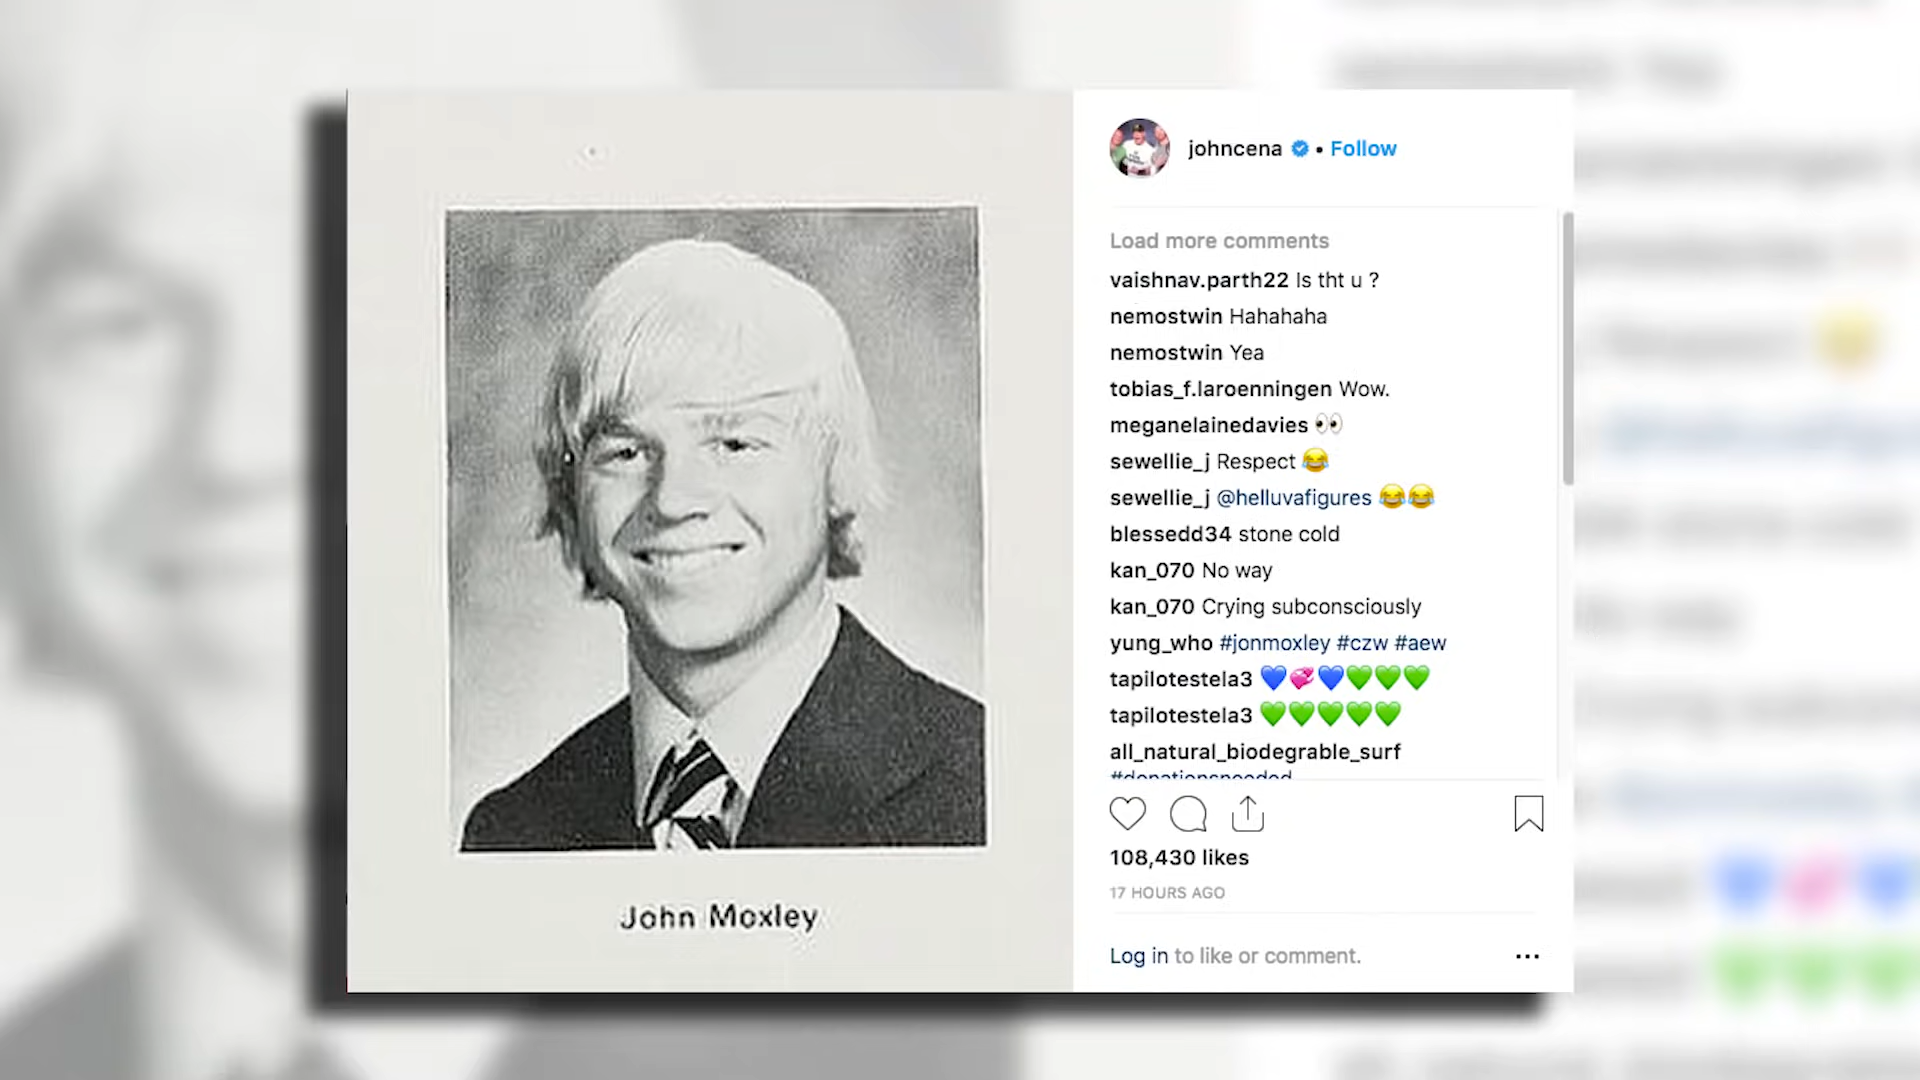 John Moxley
johncena • Follow
Load more comments
vaishnav.parth22 Is tht u ?
nemostwin Hahahaha
nemostwin Yea
tobias_f.laroenningen Wow.
meganelainedavies 👀
sewellie_j Respect 😂
sewellie_j @helluvafigures 😂😂
blessedd34 stone cold
kan_070 No way
kan_070 Crying subconsciously
yung_who #jonmoxley #czw #aew
tapilotestela3 💙💞💙💚💚💚
tapilotestela3 💚💚💚💚💚
all_natural_biodegrable_surf
#donationsneeded
108,430 likes
17 HOURS AGO
Log in to like or comment.